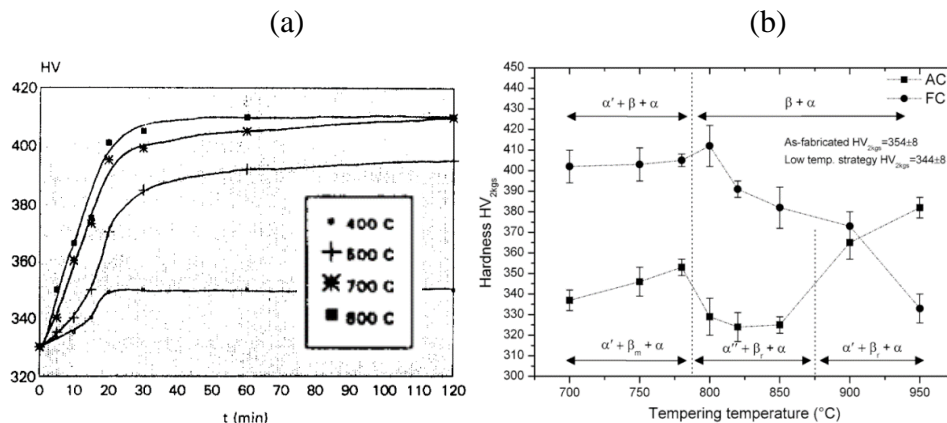 (a)
(b)
HV
420
400
380
360
340
320
0
10
20
30
40
50
60
70
80
90
100
110
120
t (min)
400 C
500 C
700 C
800 C
450
440
430
420
410
400
390
380
370
360
350
340
330
320
310
300
Hardness HV2kgs
AC
FC
α' + β + α
β + α
As-fabricated HV2kgs=354±8
Low temp. strategy HV2kgs=344±8
α' + βm + α
α'' + βr + α
α' + βr + α
700
750
800
850
900
950
Tempering temperature (°C)